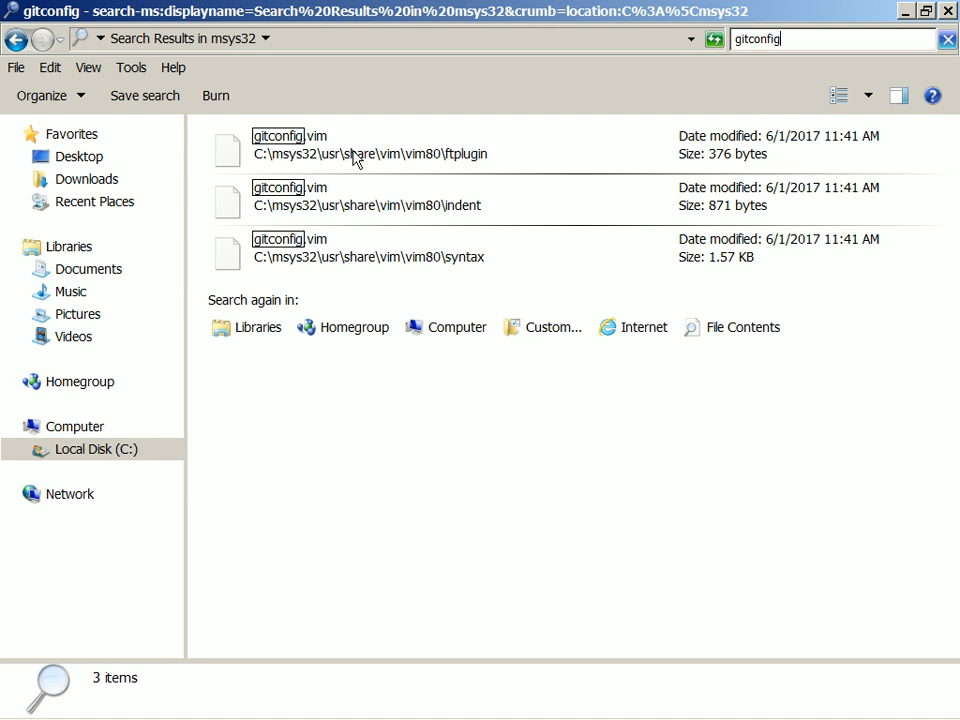 gitconfig - search-ms:displayname=Search%20Results%20in%20msys32&crumb=location:C%3A%5Cmsys32
Search Results in msys32
gitconfig
File Edit View Tools Help
Organize Save search Burn
Favorites
Desktop
Downloads
Recent Places
Libraries
Documents
Music
Pictures
Videos
Homegroup
Computer
Local Disk (C:)
Network
gitconfig.vim Date modified: 6/1/2017 11:41 AM
C:\msys32\usr\share\vim\vim80\ftplugin Size: 376 bytes
gitconfig.vim Date modified: 6/1/2017 11:41 AM
C:\msys32\usr\share\vim\vim80\indent Size: 871 bytes
gitconfig.vim Date modified: 6/1/2017 11:41 AM
C:\msys32\usr\share\vim\vim80\syntax Size: 1.57 KB
Search again in:
Libraries Homegroup Computer Custom... Internet File Contents
3 items